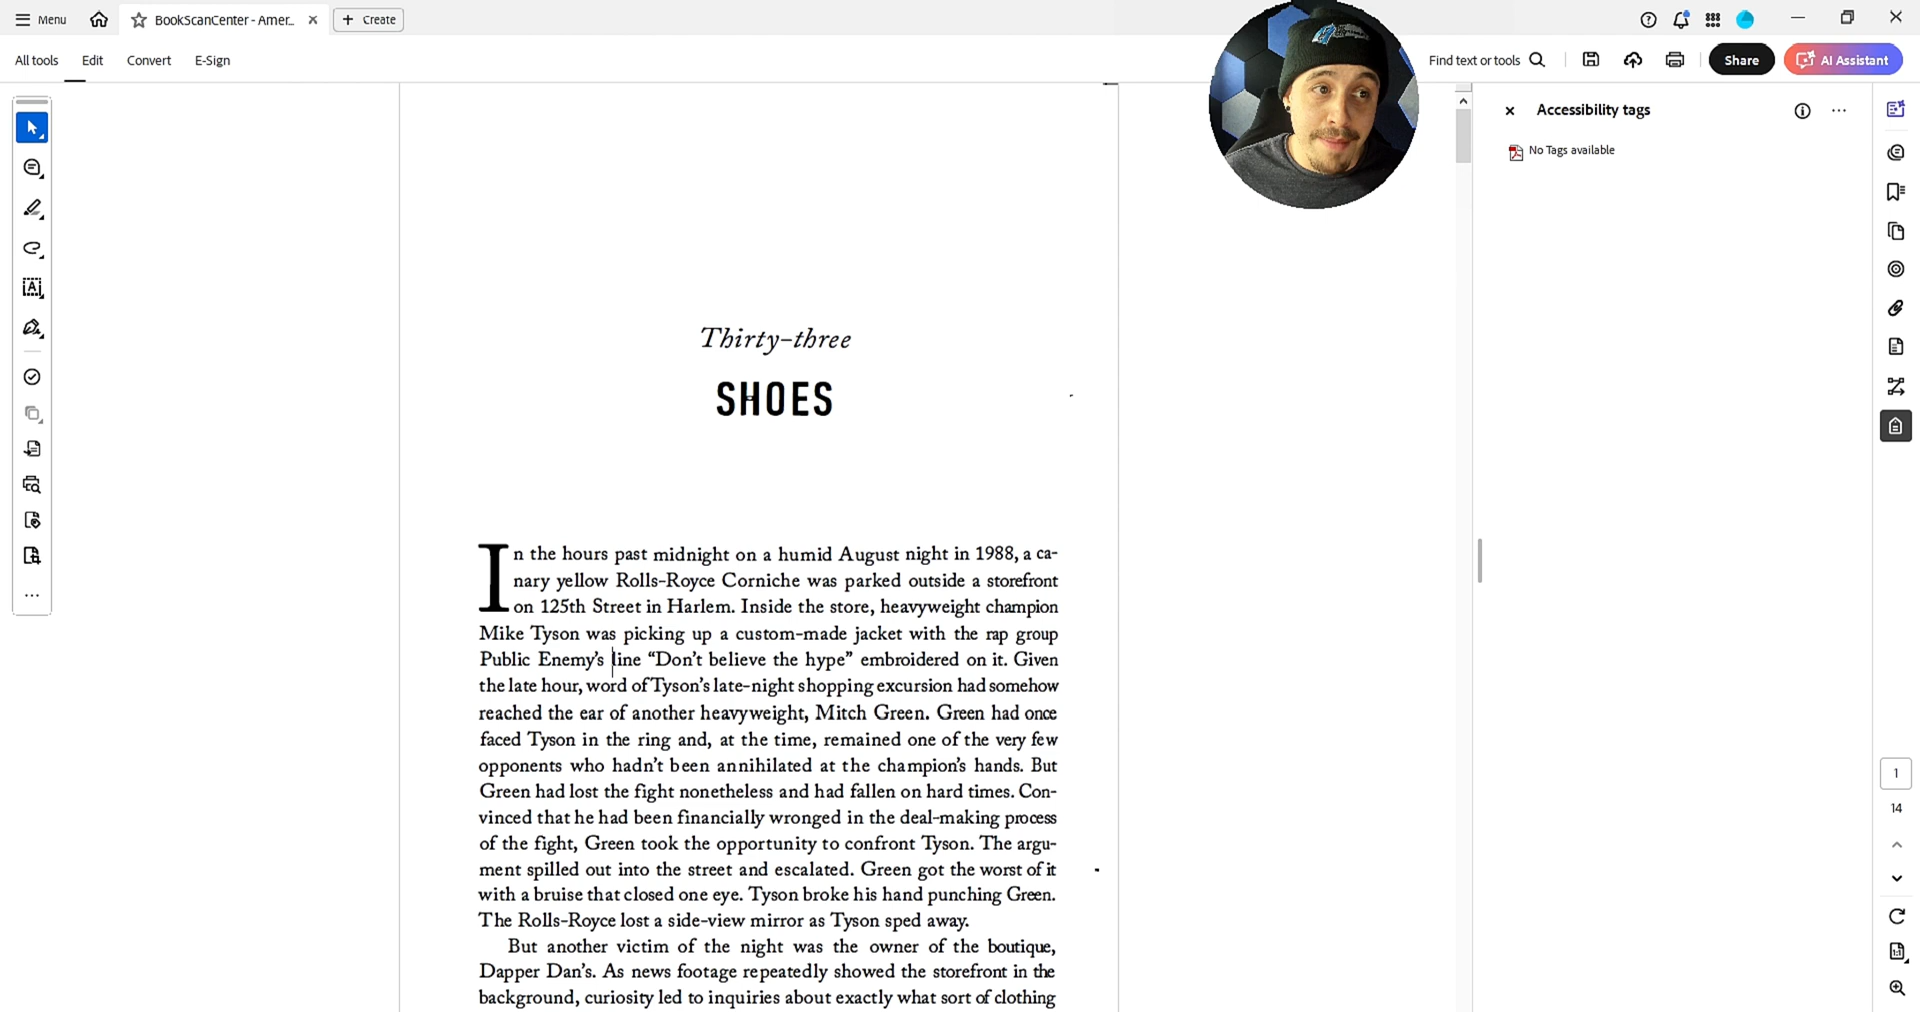 Menu
BookScanCenter - Amer...
Create
All tools
Edit
Convert
E-Sign
Find text or tools
Share
AI Assistant
Accessibility tags
No Tags available
Thirty-three
SHOES
In the hours past midnight on a humid August night in 1988, a ca-
nary yellow Rolls-Royce Corniche was parked outside a storefront
on 125th Street in Harlem. Inside the store, heavyweight champion
Mike Tyson was picking up a custom-made jacket with the rap group
Public Enemy’s line “Don’t believe the hype” embroidered on it. Given
the late hour, word of Tyson’s late-night shopping excursion had somehow
reached the ear of another heavyweight, Mitch Green. Green had once
faced Tyson in the ring and, at the time, remained one of the very few
opponents who hadn’t been annihilated at the champion’s hands. But
Green had lost the fight nonetheless and had fallen on hard times. Con-
vinced that he had been financially wronged in the deal-making process
of the fight, Green took the opportunity to confront Tyson. The argu-
ment spilled out into the street and escalated. Green got the worst of it
with a bruise that closed one eye. Tyson broke his hand punching Green.
The Rolls-Royce lost a side-view mirror as Tyson sped away.
But another victim of the night was the owner of the boutique,
Dapper Dan’s. As news footage repeatedly showed the storefront in the
background, curiosity led to inquiries about exactly what sort of clothing
1
14